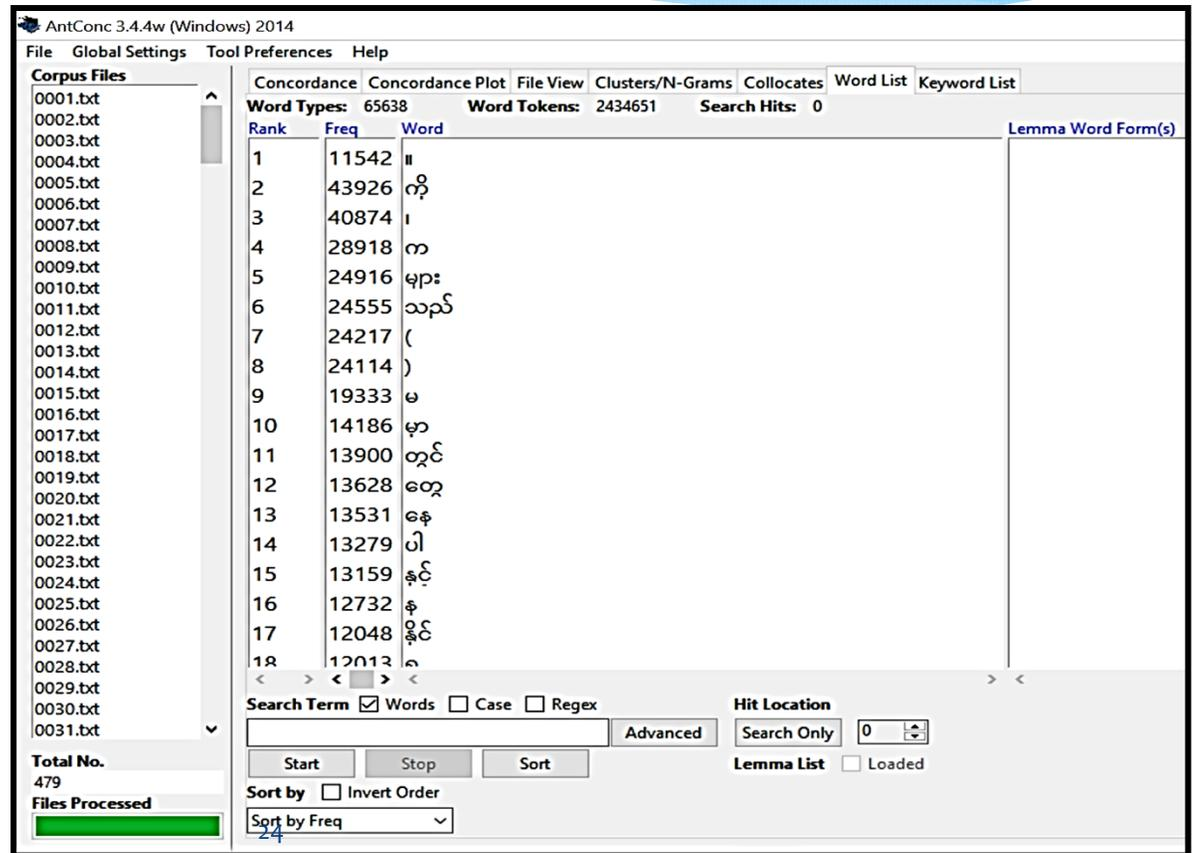 AntConc 3.4.4w (Windows) 2014
File Global Settings Tool Preferences Help
Corpus Files
0001.txt
0002.txt
0003.txt
0004.txt
0005.txt
0006.txt
0007.txt
0008.txt
0009.txt
0010.txt
0011.txt
0012.txt
0013.txt
0014.txt
0015.txt
0016.txt
0017.txt
0018.txt
0019.txt
0020.txt
0021.txt
0022.txt
0023.txt
0024.txt
0025.txt
0026.txt
0027.txt
0028.txt
0029.txt
0030.txt
0031.txt
Total No.
479
Files Processed
Concordance Concordance Plot File View Clusters/N-Grams Collocates Word List Keyword List
Word Types: 65638 Word Tokens: 2434651 Search Hits: 0
Rank Freq Word Lemma Word Form(s)
1 11542 ။
2 43926 ကို
3 40874 ၊
4 28918 က
5 24916 များ
6 24555 သည်
7 24217 (
8 24114 )
9 19333 မ
10 14186 မှာ
11 13900 တွင်
12 13628 တွေ
13 13531 နေ
14 13279 ပါ
15 13159 နှင့်
16 12732 န
17 12048 နိုင်
18 12013
Search Term Words Case Regex Hit Location
Advanced Search Only 0
Start Stop Sort Lemma List Loaded
Sort by Invert Order
Sort by Freq
24